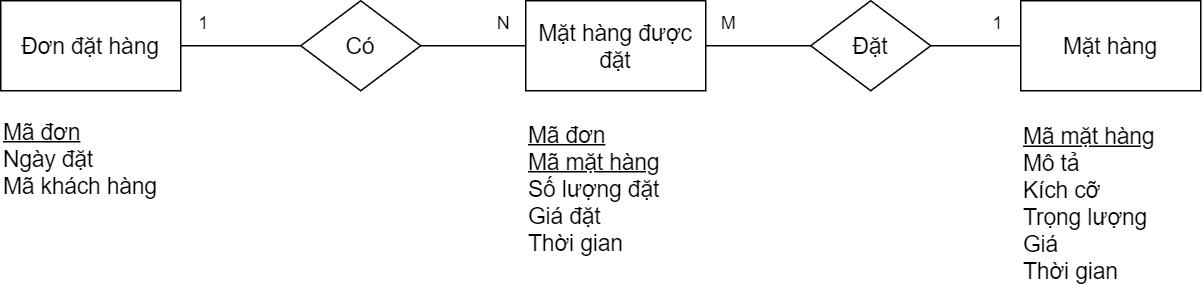 1
N
M
1
Đơn đặt hàng
Có
Mặt hàng được
đặt
Đặt
Mặt hàng
Mã đơn
Ngày đặt
Mã khách hàng
Mã đơn
Mã mặt hàng
Số lượng đặt
Giá đặt
Thời gian
Mã mặt hàng
Mô tả
Kích cỡ
Trọng lượng
Giá
Thời gian